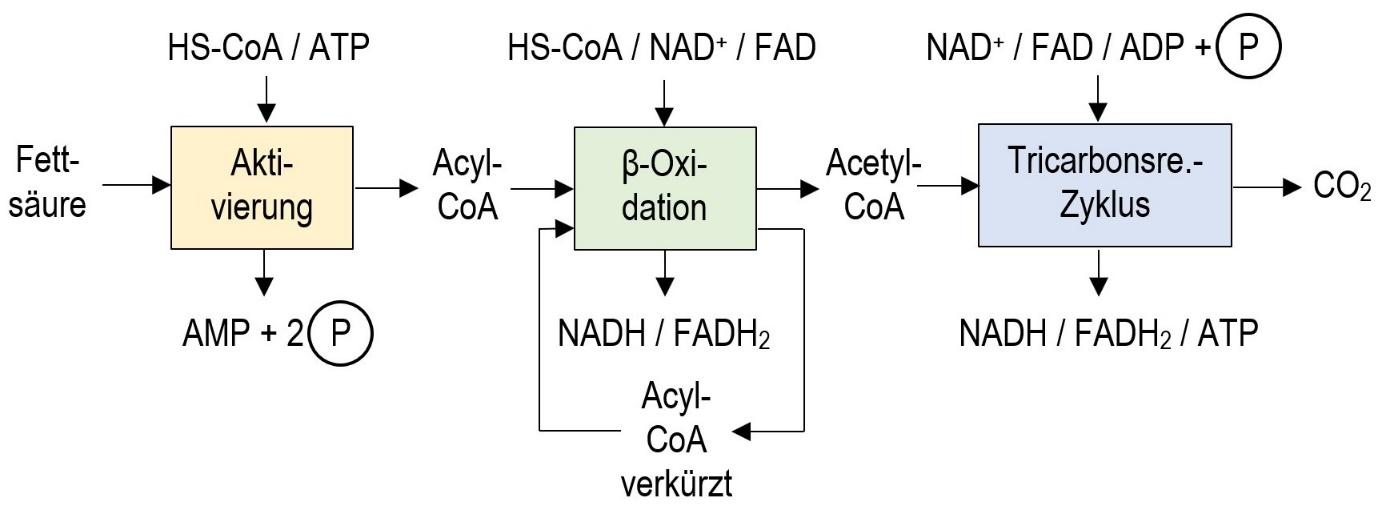 HS-CoA / ATP
HS-CoA / NAD⁺ / FAD
NAD⁺ / FAD / ADP + P
Fett-
säure
Akti-
vierung
Acyl-
CoA
β-Oxi-
dation
Acetyl-
CoA
Tricarbonsre.-
Zyklus
CO₂
AMP + 2 P
NADH / FADH₂
NADH / FADH₂ / ATP
Acyl-
CoA
verkürzt